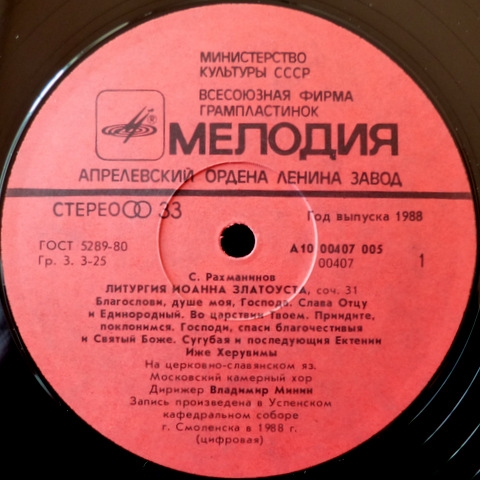 МИНИСТЕРСТВО
КУЛЬТУРЫ СССР
ВСЕСОЮЗНАЯ ФИРМА
ГРАМПЛАСТИНОК
МЕЛОДИЯ
АПРЕЛЕВСКИЙ ОРДЕНА ЛЕНИНА ЗАВОД
СТЕРЕО 33
Год выпуска 1988
ГОСТ 5289-80
Гр. 3. 3-25
А10 00407 005
00407
1
С. Рахманинов
ЛИТУРГИЯ ИОАННА ЗЛАТОУСТА, соч. 31
Благослови, душе моя, Господа. Слава Отцу
и Единородный. Во царствии Твоем. Приидите,
поклонимся. Господи, спаси благочестивыя
и Святый Боже. Сугубая и последующия Ектении
Иже Херувимы
На церковно-славянском яз.
Московский камерный хор
Дирижер Владимир Минин
Запись произведена в Успенском
кафедральном соборе
г. Смоленска в 1988 г.
(цифровая)